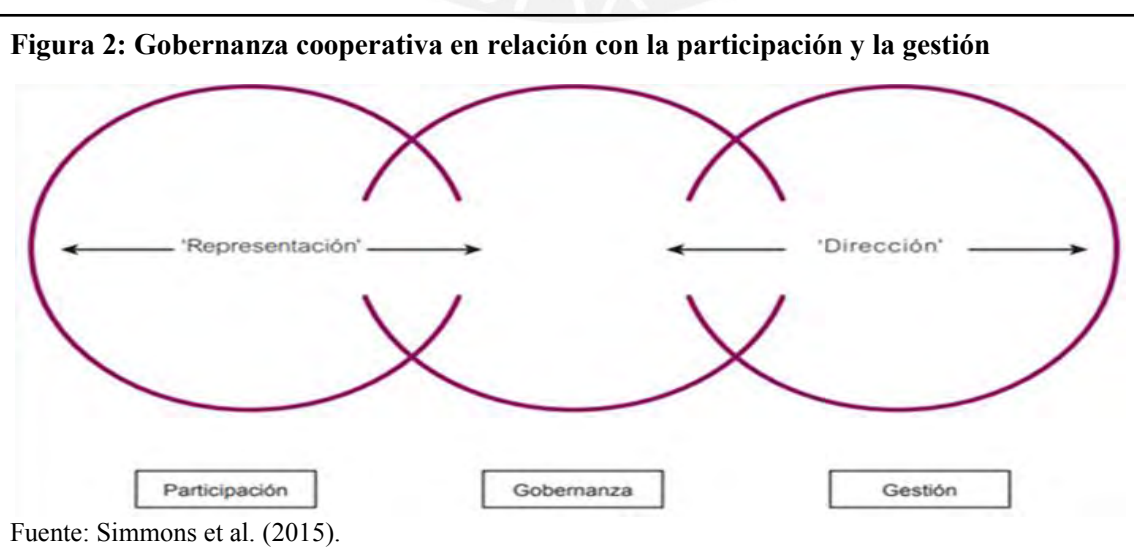 Figura 2: Gobernanza cooperativa en relación con la participación y la gestión
'Representación' 'Dirección'
Participación Gobernanza Gestión
Fuente: Simmons et al. (2015).